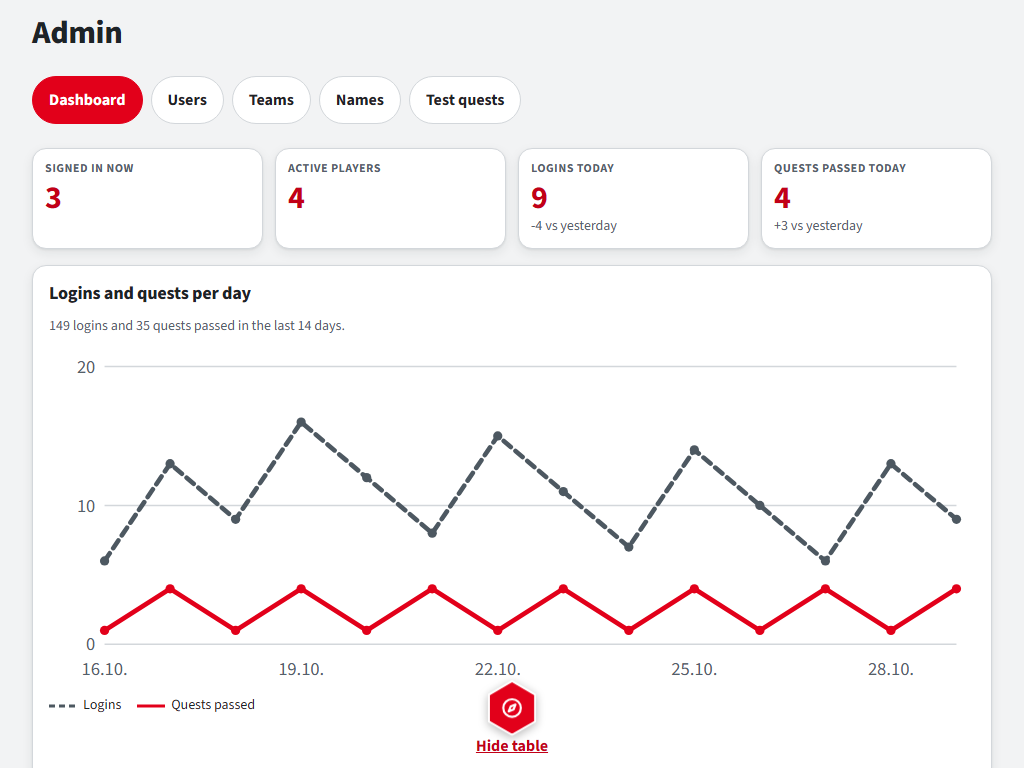 Admin
Dashboard Users Teams Names Test quests
SIGNED IN NOW
3
ACTIVE PLAYERS
4
LOGINS TODAY
9
-4 vs yesterday
QUESTS PASSED TODAY
4
+3 vs yesterday
Logins and quests per day
149 logins and 35 quests passed in the last 14 days.
20
10
0
16.10. 19.10. 22.10. 25.10. 28.10.
Logins Quests passed
Hide table